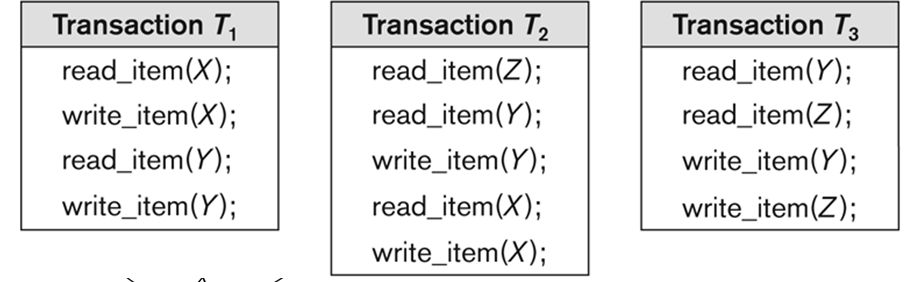 Transaction T1
read_item(X);
write_item(X);
read_item(Y);
write_item(Y);
Transaction T2
read_item(Z);
read_item(Y);
write_item(Y);
read_item(X);
write_item(X);
Transaction T3
read_item(Y);
read_item(Z);
write_item(Y);
write_item(Z);